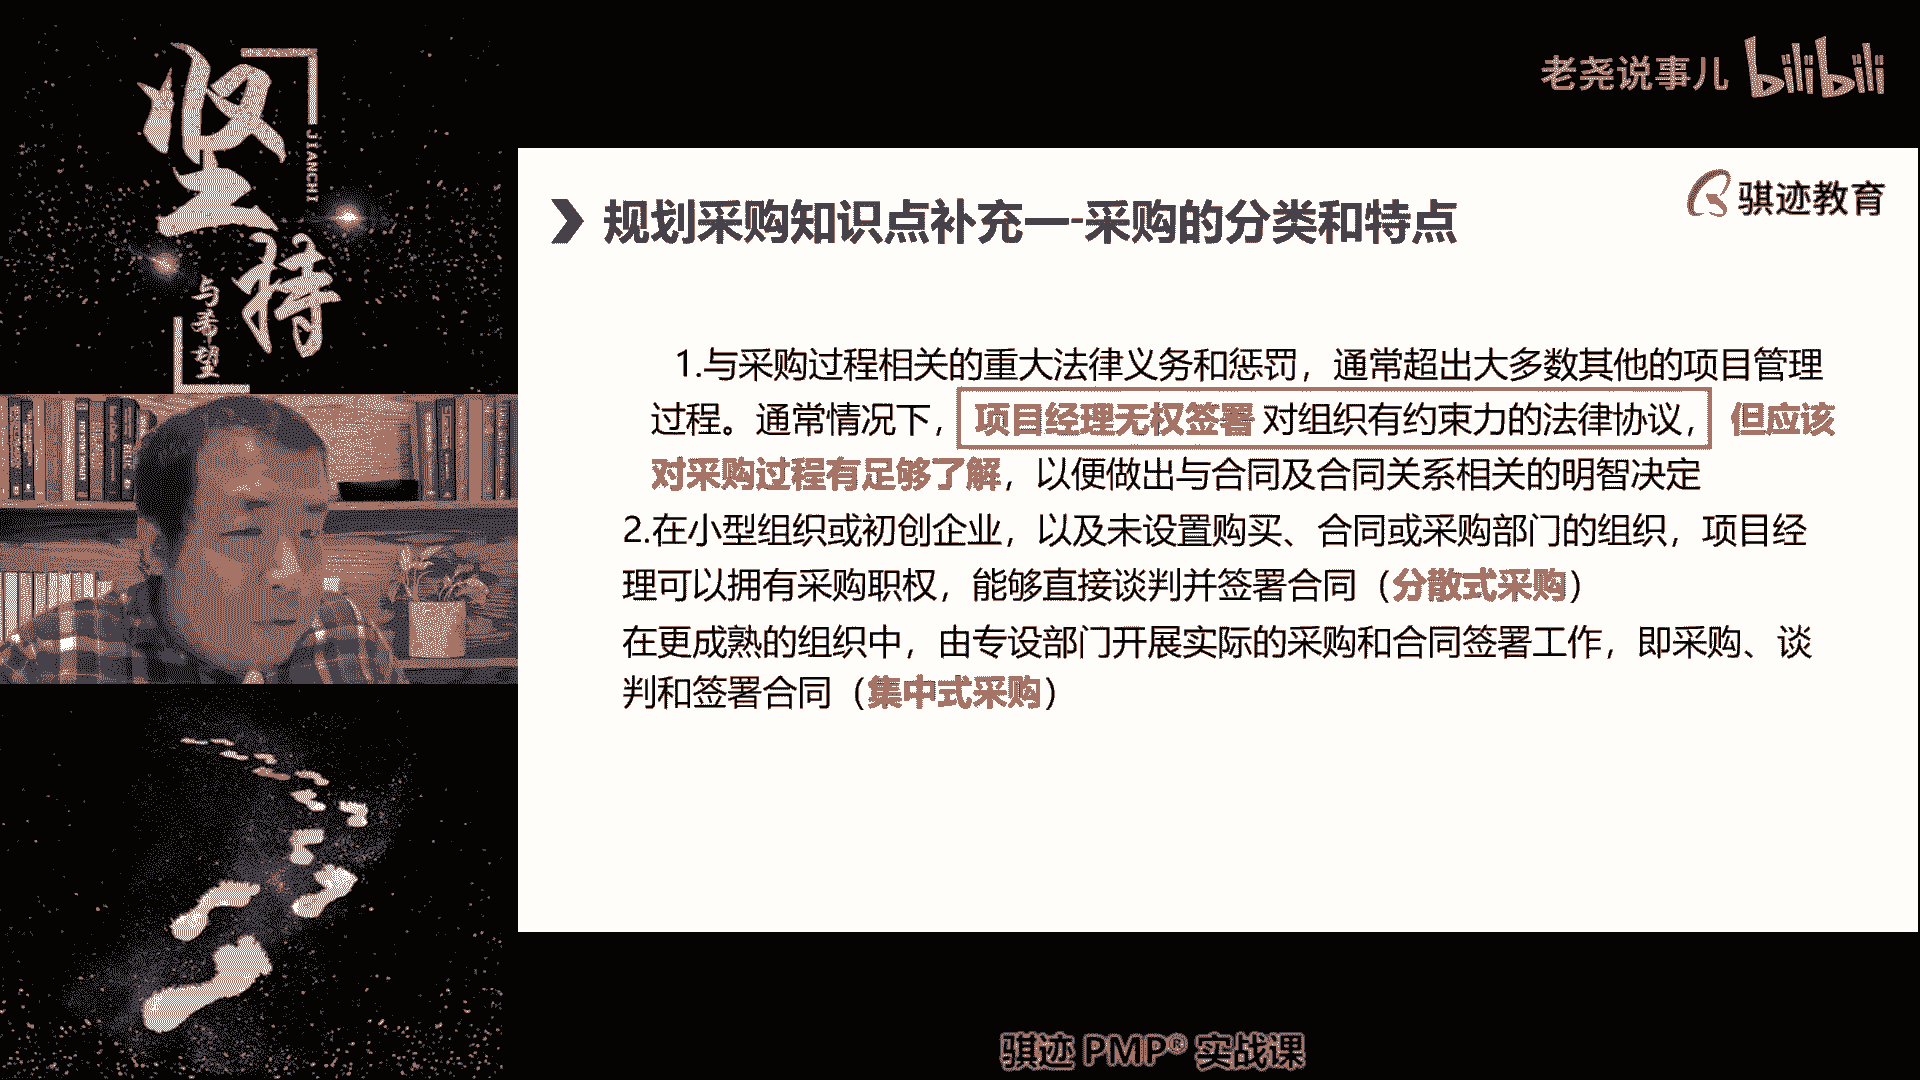 坚
JIANCHI
持
与希望
老尧说事儿 bilibili
骐迹教育
规划采购知识点补充一-采购的分类和特点
1.与采购过程相关的重大法律义务和惩罚，通常超出大多数其他的项目管理
过程。通常情况下，项目经理无权签署 对组织有约束力的法律协议，但应该
对采购过程有足够了解，以便做出与合同及合同关系相关的明智决定
2.在小型组织或初创企业，以及未设置购买、合同或采购部门的组织，项目经
理可以拥有采购职权，能够直接谈判并签署合同（分散式采购）
在更成熟的组织中，由专设部门开展实际的采购和合同签署工作，即采购、谈
判和签署合同（集中式采购）
骐迹 PMP® 实战课